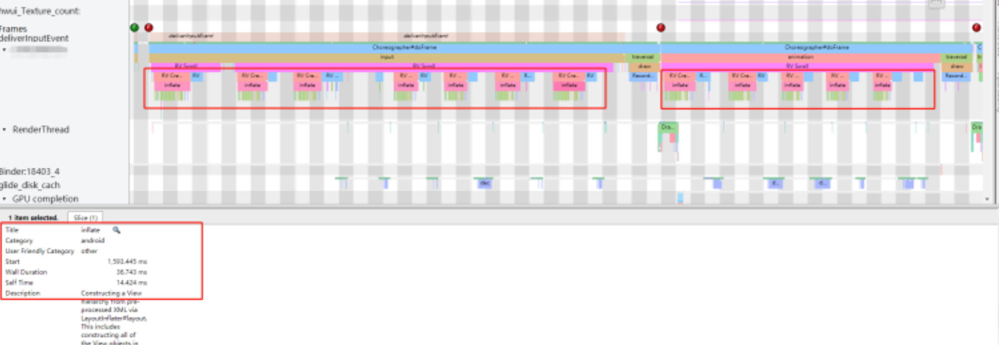 hwui_Texture_count:
Frames
deliverInputEvent
deliverInputEvent deliverInputEvent
Choreographer#doFrame Choreographer#doFrame C
input traversal animation traversal tr
RV Scroll RV Scroll draw RV Scroll draw
RV Cre... RV RV Cre... RV Cre... RV ... RV ... RV RV ... RV ... R... RV Cre... RV Record... RV Cre... R... RV Cre... RV RV ... RV ... RV ... Record...
inflate inflate inflate inflate inflate inflate inflate inflate inflate inflate inflate inflate
RenderThread Dra... Dra
Binder:18403_4
glide_disk_cach dec d... d...
GPU completion
1 item selected. Slice (1)
Title inflate
Category android
User Friendly Category other
Start 1,593.445 ms
Wall Duration 36.743 ms
Self Time 14.424 ms
Description Constructing a View
hierarchy from pre-
processed XML via
LayoutInflater#layout.
This includes
constructing all of
the View objects in